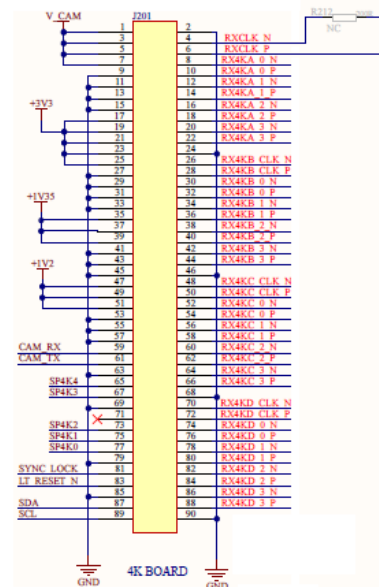 V_CAM J201 R212
1 2 NC
3 4 RXCLK_N
5 6 RXCLK_P
7 8 RX4KA_0_N
9 10 RX4KA_0_P
11 12 RX4KA_1_N
13 14 RX4KA_1_P
15 16 RX4KA_2_N
+3V3 17 18 RX4KA_2_P
19 20 RX4KA_3_N
21 22 RX4KA_3_P
23 24
25 26 RX4KB_CLK_N
27 28 RX4KB_CLK_P
29 30 RX4KB_0_N
31 32 RX4KB_0_P
+1V35 33 34 RX4KB_1_N
35 36 RX4KB_1_P
37 38 RX4KB_2_N
39 40 RX4KB_2_P
41 42 RX4KB_3_N
43 44 RX4KB_3_P
+1V2 45 46
47 48 RX4KC_CLK_N
49 50 RX4KC_CLK_P
51 52 RX4KC_0_N
53 54 RX4KC_0_P
55 56 RX4KC_1_N
57 58 RX4KC_1_P
CAM_RX 59 60 RX4KC_2_N
CAM_TX 61 62 RX4KC_2_P
63 64 RX4KC_3_N
SP4K4 65 66 RX4KC_3_P
SP4K3 67 68
69 70 RX4KD_CLK_N
71 72 RX4KD_CLK_P
SP4K2 73 74 RX4KD_0_N
SP4K1 75 76 RX4KD_0_P
SP4K0 77 78 RX4KD_1_N
79 80 RX4KD_1_P
SYNC_LOCK 81 82 RX4KD_2_N
LT_RESET_N 83 84 RX4KD_2_P
85 86 RX4KD_3_N
SDA 87 88 RX4KD_3_P
SCL 89 90
GND 4K BOARD GND